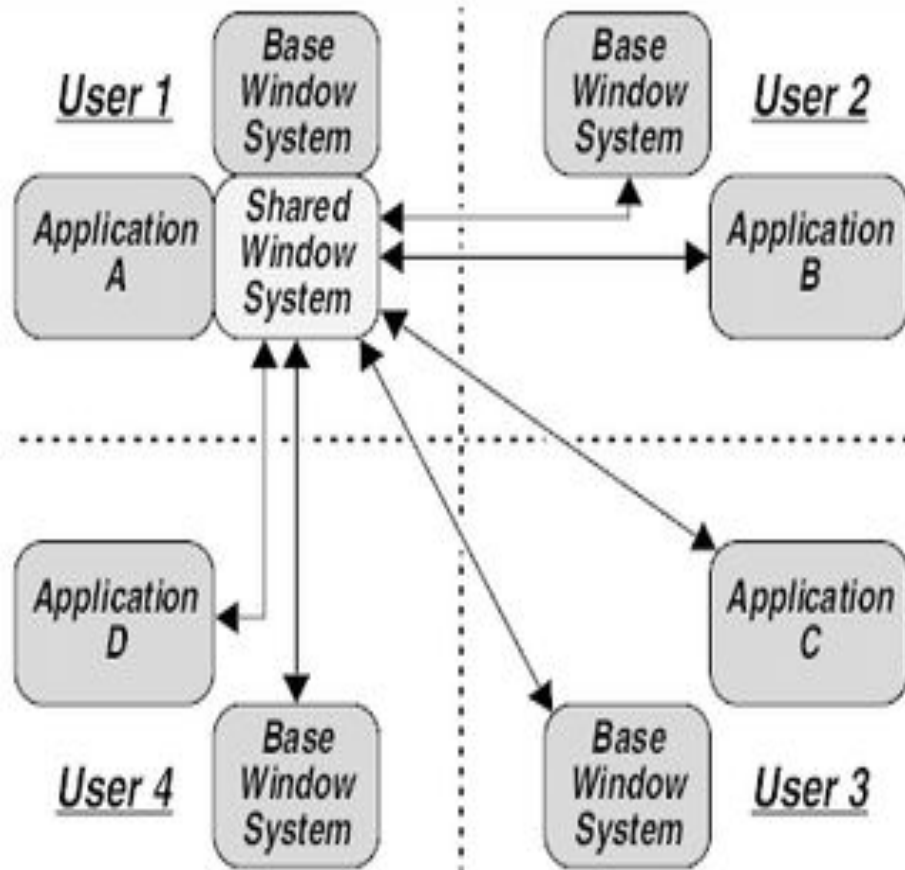 User 1
Base
Window
System
Application
A
Shared
Window
System
Base
Window
System
User 2
Application
B
Application
D
User 4
Base
Window
System
Application
C
Base
Window
System
User 3